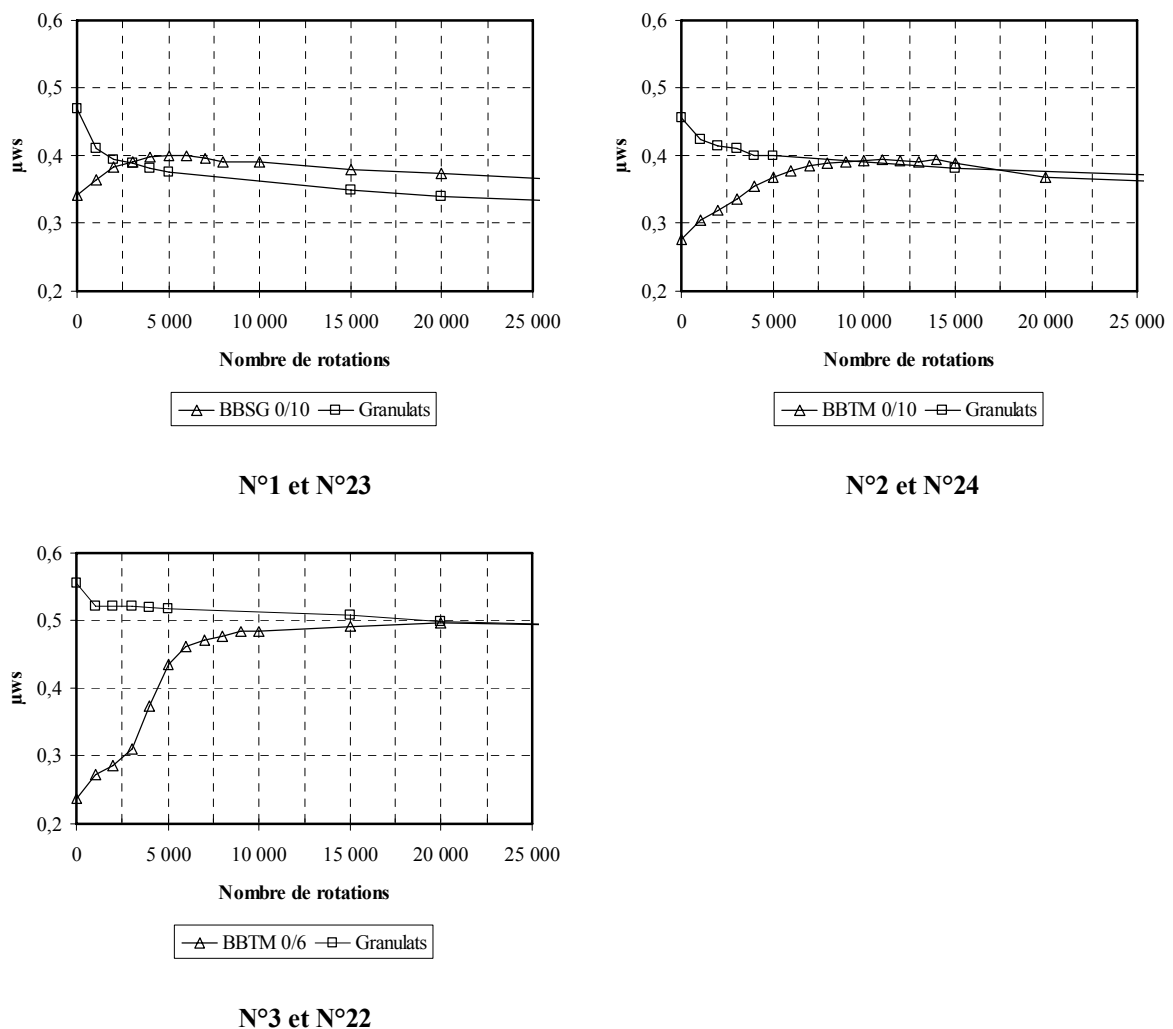 0,6
0,5
0,4
0,3
0,2
µws
0 5 000 10 000 15 000 20 000 25 000
Nombre de rotations
BBSG 0/10 Granulats
N°1 et N°23
0,6
0,5
0,4
0,3
0,2
µws
0 5 000 10 000 15 000 20 000 25 000
Nombre de rotations
BBTM 0/10 Granulats
N°2 et N°24
0,6
0,5
0,4
0,3
0,2
µws
0 5 000 10 000 15 000 20 000 25 000
Nombre de rotations
BBTM 0/6 Granulats
N°3 et N°22